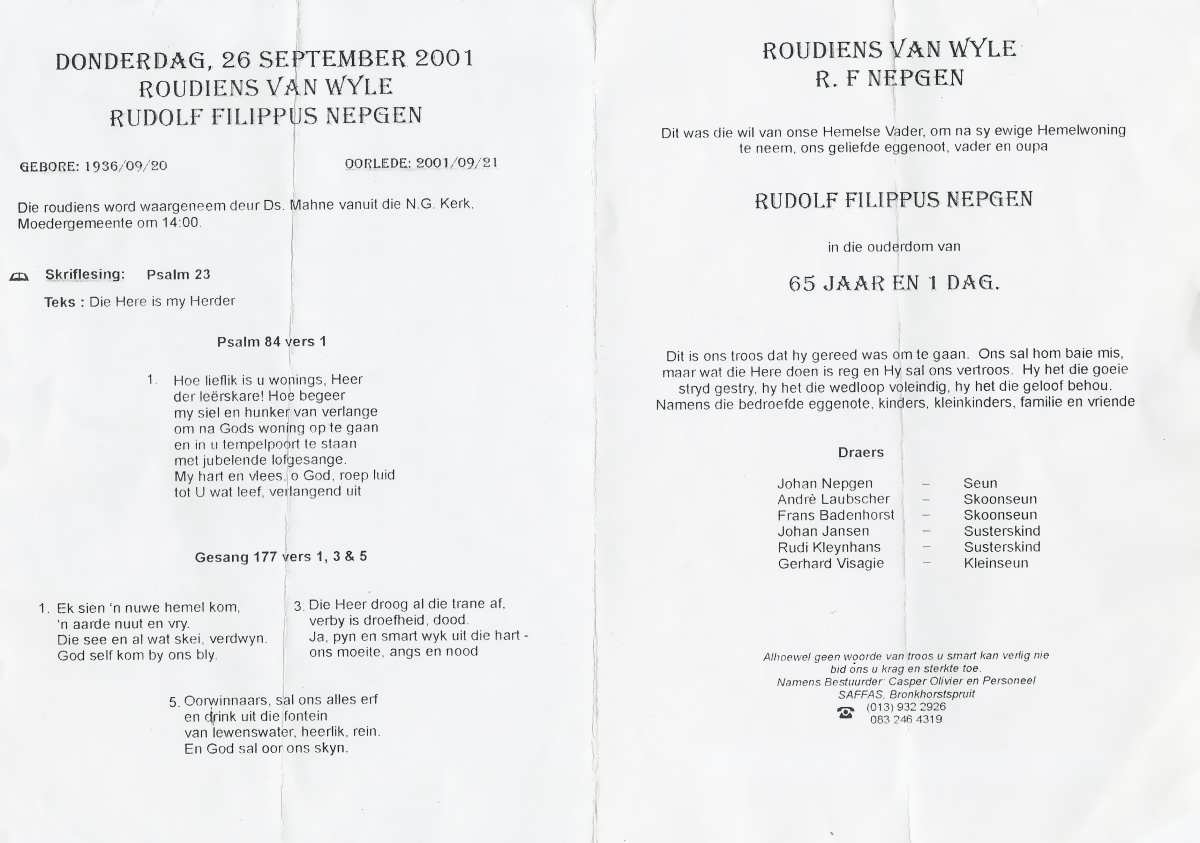 DONDERDAG, 26 SEPTEMBER 2001
ROUDIENS VAN WYLE
RUDOLF FILIPPUS NEPGEN
GEBORE: 1936/09/20 OORLEDE: 2001/09/21
Die roudiens word waargeneem deur Ds. Mahne vanuit die N.G. Kerk,
Moedergemeente om 14:00.
Skriflesing: Psalm 23
Teks : Die Here is my Herder
Psalm 84 vers 1
1. Hoe lieflik is u wonings, Heer
der leërskare! Hoe begeer
my siel en hunker van verlange
om na Gods woning op te gaan
en in u tempelpoort te staan
met jubelende lofgesange.
My hart en vlees, o God, roep luid
tot U wat leef, verlangend uit
Gesang 177 vers 1, 3 & 5
1. Ek sien 'n nuwe hemel kom,
'n aarde nuut en vry.
Die see en al wat skei, verdwyn.
God self kom by ons bly.
3. Die Heer droog al die trane af,
verby is droefheid, dood.
Ja, pyn en smart wyk uit die hart -
ons moeite, angs en nood
5. Oorwinnaars, sal ons alles erf
en drink uit die fontein
van lewenswater, heerlik, rein.
En God sal oor ons skyn.
ROUDIENS VAN WYLE
R. F NEPGEN
Dit was die wil van onse Hemelse Vader, om na sy ewige Hemelwoning
te neem, ons geliefde eggenoot, vader en oupa
RUDOLF FILIPPUS NEPGEN
in die ouderdom van
65 JAAR EN 1 DAG.
Dit is ons troos dat hy gereed was om te gaan. Ons sal hom baie mis,
maar wat die Here doen is reg en Hy sal ons vertroos. Hy het die goeie
stryd gestry, hy het die wedloop voleindig, hy het die geloof behou.
Namens die bedroefde eggenote, kinders, kleinkinders, familie en vriende
Draers
Johan Nepgen – Seun
Andrè Laubscher – Skoonseun
Frans Badenhorst – Skoonseun
Johan Jansen – Susterskind
Rudi Kleynhans – Susterskind
Gerhard Visagie – Kleinseun
Alhoewel geen woorde van troos u smart kan verlig nie
bid ons u krag en sterkte toe.
Namens Bestuurder: Casper Olivier en Personeel
SAFFAS, Bronkhorstspruit
(013) 932 2926
083 246 4319